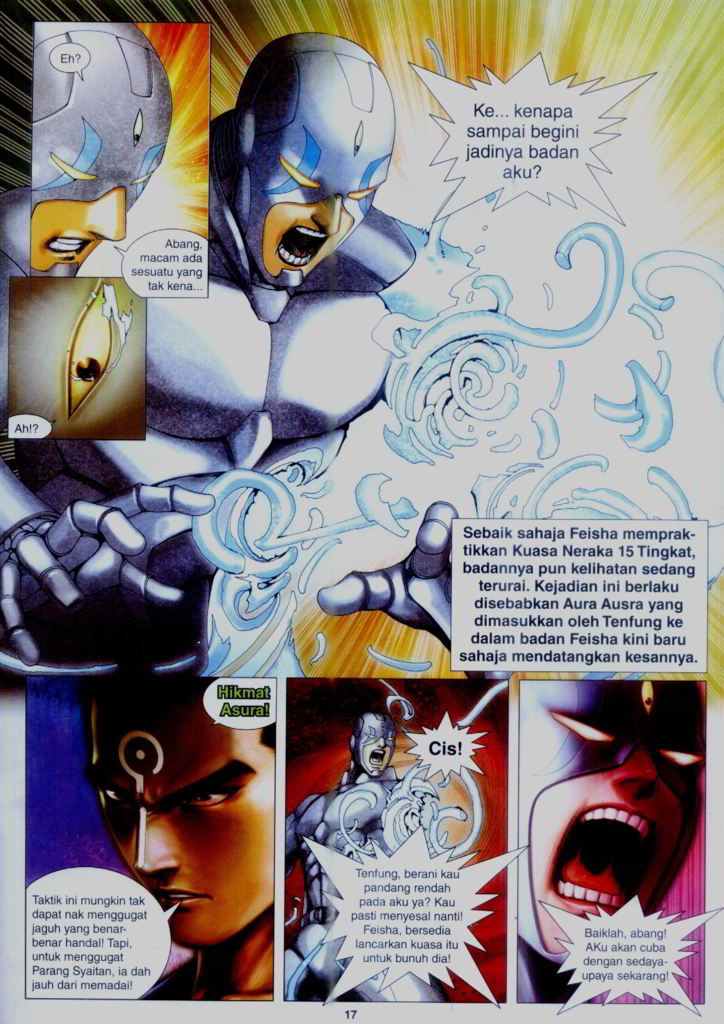 Eh?
Abang,
macam ada
sesuatu yang
tak kena...
Ke... kenapa
sampai begini
jadinya badan
aku?
Ah!?
Sebaik sahaja Feisha memprak-
tikkan Kuasa Neraka 15 Tingkat,
badannya pun kelihatan sedang
terurai. Kejadian ini berlaku
disebabkan Aura Ausra yang
dimasukkan oleh Tenfung ke
dalam badan Feisha kini baru
sahaja mendatangkan kesannya.
Hikmat
Asura!
Taktik ini mungkin tak
dapat nak menggugat
jaguh yang benar-
benar handal! Tapi,
untuk menggugat
Parang Syaitan, ia dah
jauh dari memadai!
Cis!
Tenfung, berani kau
pandang rendah
pada aku ya? Kau
pasti menyesal nanti!
Feisha, bersedia
lancarkan kuasa itu
untuk bunuh dia!
Baiklah, abang!
AKu akan cuba
dengan sedaya-
upaya sekarang!
17